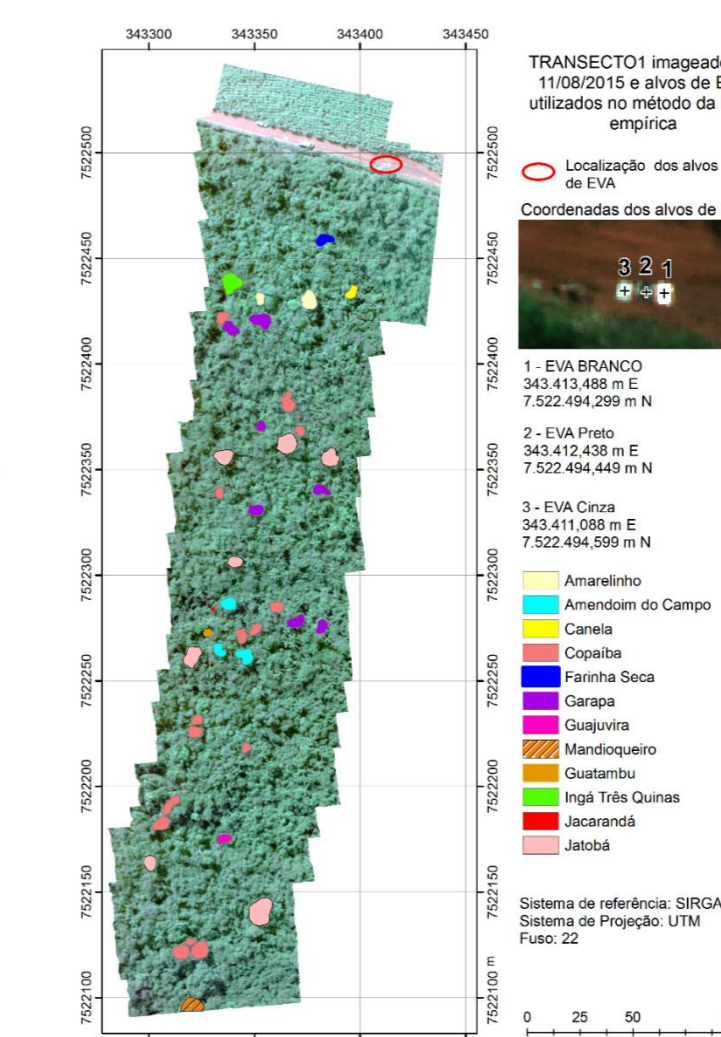 343300 343350 343400 343450
7522500 7522500
7522450 7522450
7522400 7522400
7522350 7522350
7522300 7522300
7522250 7522250
7522200 7522200
7522150 7522150
7522100 7522100 m
TRANSECTO1
11/08/2015 e alvos de
utilizados no método da
empírica
Localização dos alvos
de EVA
Coordenadas dos alvos de
3 2 1
1 - EVA BRANCO
343.413,488 m E
7.522.494,299 m N
2 - EVA Preto
343.412,438 m E
7.522.494,449 m N
3 - EVA Cinza
343.411,088 m E
7.522.494,599 m N
Amarelinho
Amendoim do Campo
Canela
Copaíba
Farinha Seca
Garapa
Guajuvira
Mandioqueiro
Guatambu
Ingá Três Quinas
Jacarandá
Jatobá
Sistema de referência:
Sistema de Projeção: UTM
Fuso: 22
0 25 50